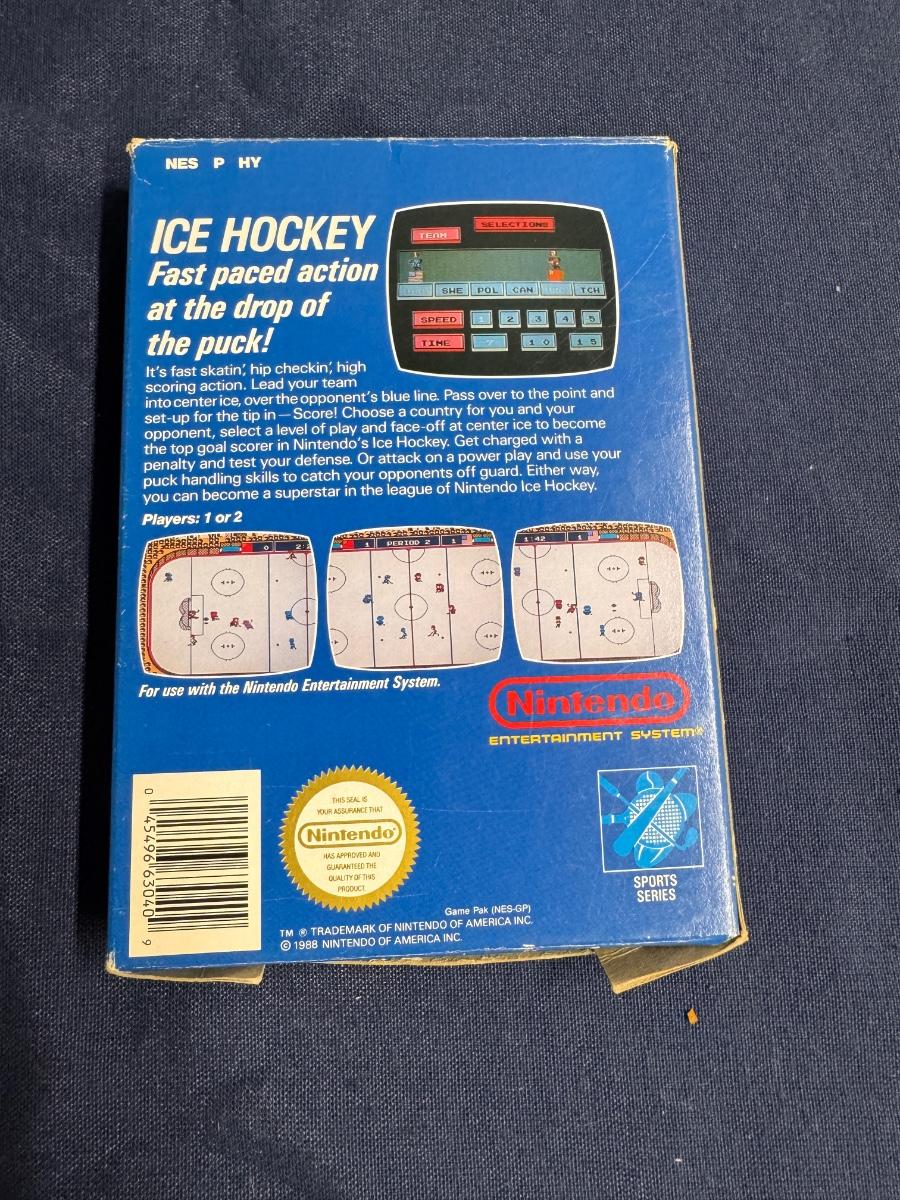 NES P HY
ICE HOCKEY
Fast paced action
at the drop of
the puck!
SELECTIONS
TEAM
SWE POL CAN TCH
SPEED 1 2 3 4 5
TIME 7 10 15
It's fast skatin', hip checkin', high
scoring action. Lead your team
into center ice, over the opponent's blue line. Pass over to the point and
set-up for the tip in—Score! Choose a country for you and your
opponent, select a level of play and face-off at center ice to become
the top goal scorer in Nintendo's Ice Hockey. Get charged with a
penalty and test your defense. Or attack on a power play and use your
puck handling skills to catch your opponents off guard. Either way,
you can become a superstar in the league of Nintendo Ice Hockey.
Players: 1 or 2
0
1 PERIOD 2 1
1:42 1
For use with the Nintendo Entertainment System.
Nintendo
ENTERTAINMENT SYSTEM®
0 45496 63040 9
THIS SEAL IS
YOUR ASSURANCE THAT
Nintendo®
HAS APPROVED AND
GUARANTEED THE
QUALITY OF THIS
PRODUCT.
SPORTS
SERIES
Game Pak (NES-GP)
TM ® TRADEMARK OF NINTENDO OF AMERICA INC.
© 1988 NINTENDO OF AMERICA INC.